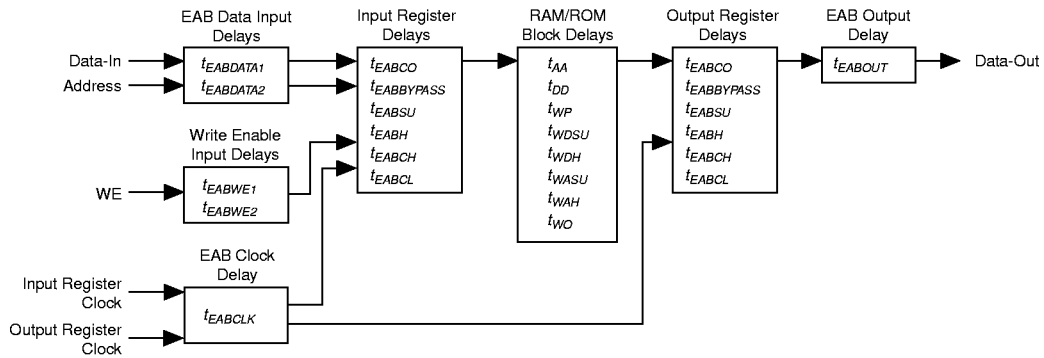 EAB Data Input
Delays
Data-In
Address
tEABDATA1
tEABDATA2
Write Enable
Input Delays
WE
tEABWE1
tEABWE2
EAB Clock
Delay
Input Register
Clock
Output Register
Clock
tEABCLK
Input Register
Delays
tEABCO
tEABBYPASS
tEABSU
tEABH
tEABCH
tEABCL
RAM/ROM
Block Delays
tAA
tDD
tWP
tWDSU
tWDH
tWASU
tWAH
tWO
Output Register
Delays
tEABCO
tEABBYPASS
tEABSU
tEABH
tEABCH
tEABCL
EAB Output
Delay
tEABOUT
Data-Out